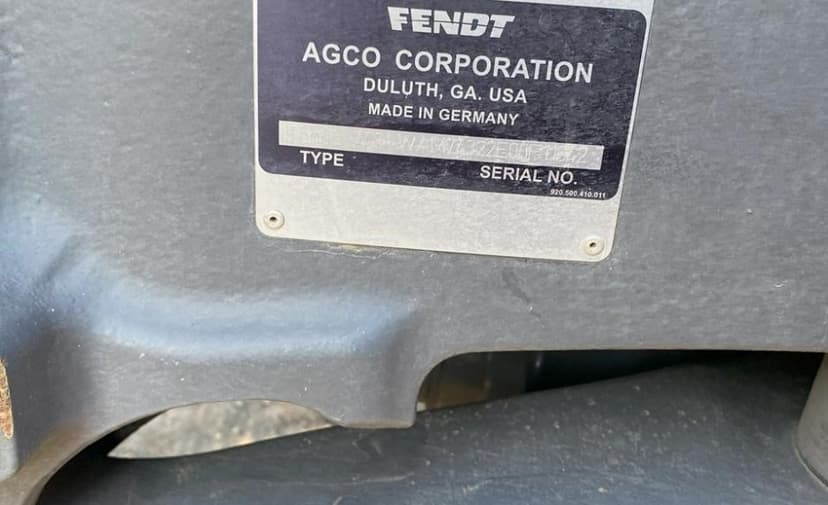 FENDT
AGCO CORPORATION
DULUTH, GA. USA
MADE IN GERMANY
TYPE
SERIAL NO.
920.500.410.011